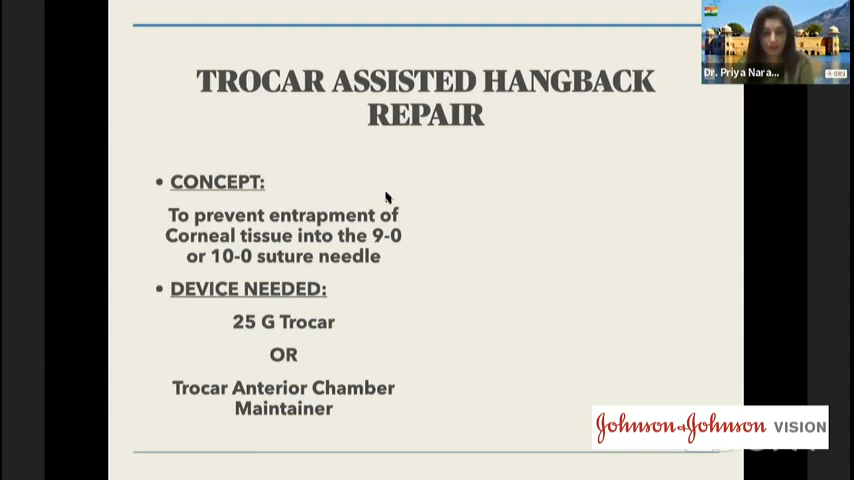 TROCAR ASSISTED HANGBACK
REPAIR
• CONCEPT:
To prevent entrapment of
Corneal tissue into the 9-0
or 10-0 suture needle
• DEVICE NEEDED:
25 G Trocar
OR
Trocar Anterior Chamber
Maintainer
Dr. Priya Nara...
Johnson&Johnson VISION